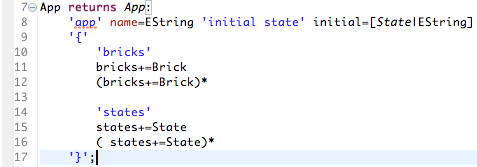 7 App returns App:
8 'app' name=EString 'initial state' initial=[State|EString]
9 '{'
10 'bricks'
11 bricks+=Brick
12 (bricks+=Brick)*
13
14 'states'
15 states+=State
16 ( states+=State)*
17 '}';